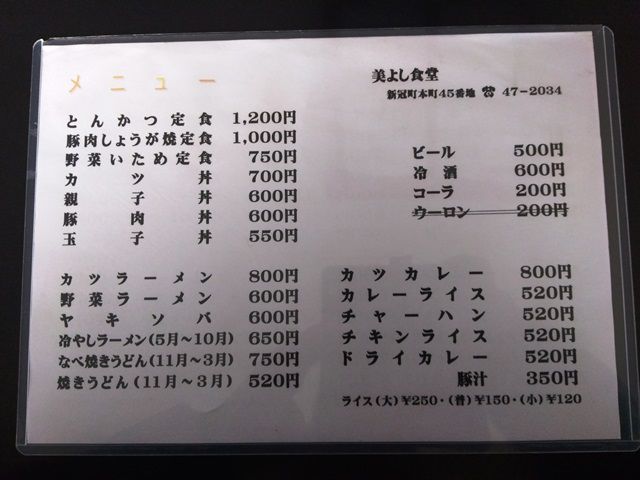 メニュー
とんかつ定食 1,200円
豚肉しょうが焼定食 1,000円
野菜いため定食 750円
カツ丼 700円
親子丼 600円
豚肉丼 600円
玉子丼 550円
カツラーメン 800円
野菜ラーメン 600円
ヤキソバ 600円
冷やしラーメン(5月〜10月) 650円
なべ焼きうどん(11月〜3月) 750円
焼きうどん(11月〜3月) 520円
美よし食堂
新冠町本町45番地 ☎ 47-2034
ビール 500円
冷酒 600円
コーラ 200円
ウーロン 200円
カツカレー 800円
カレーライス 520円
チャーハン 520円
チキンライス 520円
ドライカレー 520円
豚汁 350円
ライス(大)¥250・(普)¥150・(小)¥120